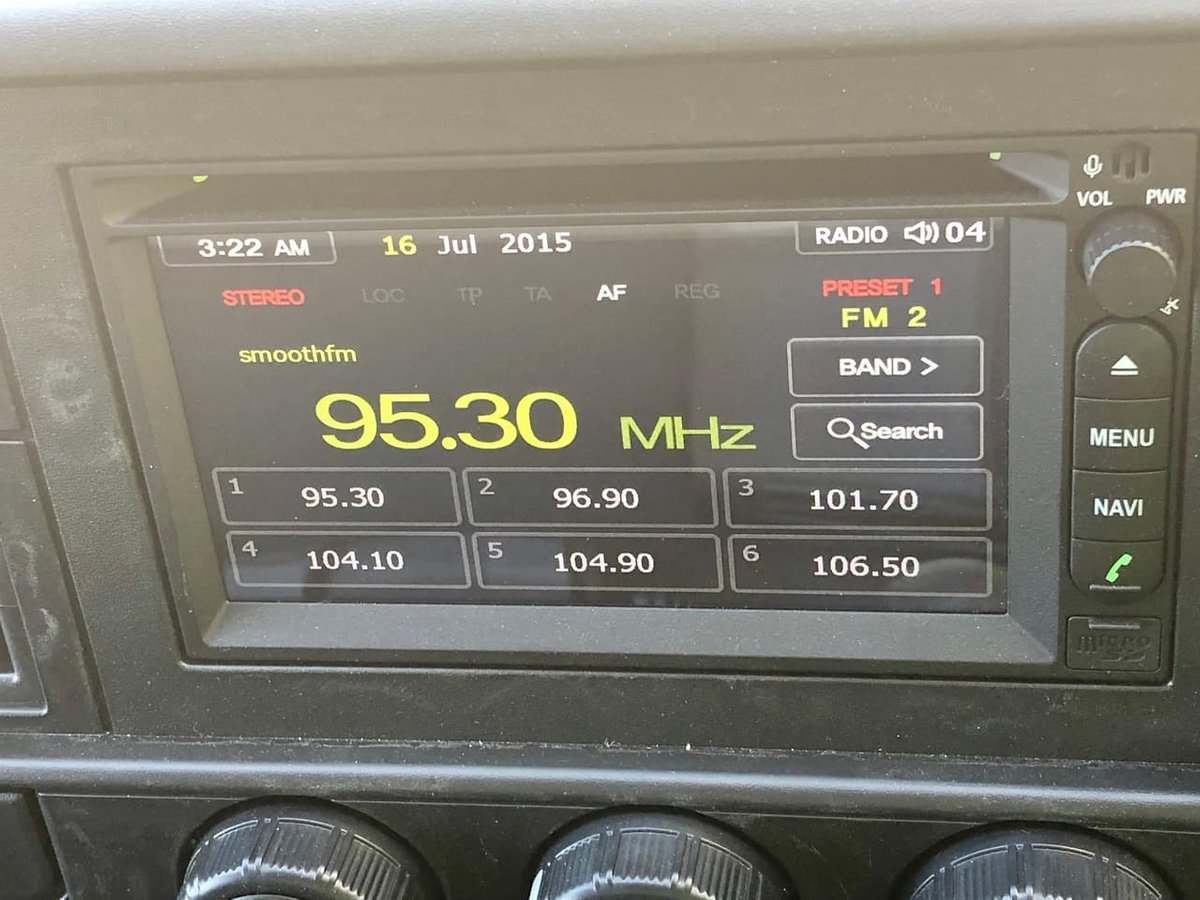 VOL PWR
3:22 AM 16 Jul 2015 RADIO 04
STEREO LOC TP TA AF REG PRESET 1
FM 2
smoothfm
BAND >
95.30 MHz
Search
MENU
1 95.30 2 96.90 3 101.70
NAVI
4 104.10 5 104.90 6 106.50
micro SD